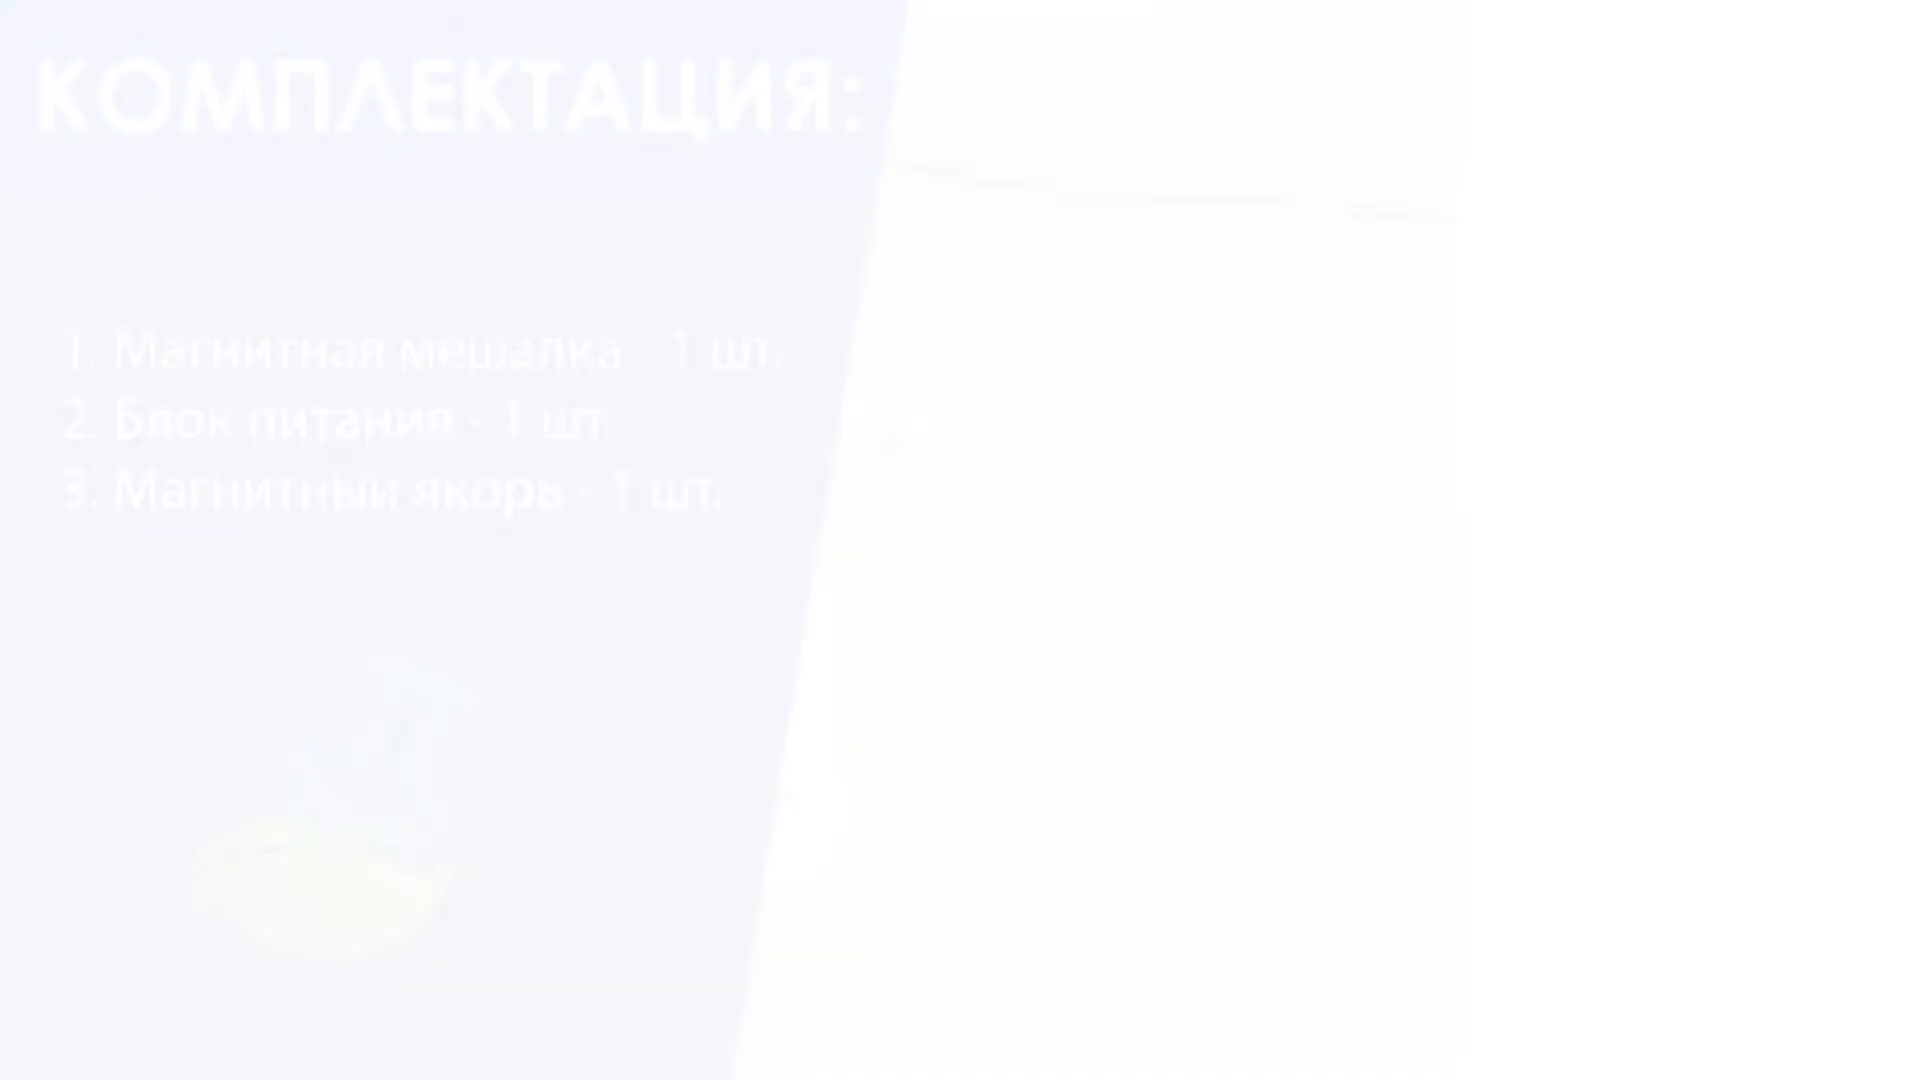 КОМПЛЕКТАЦИЯ:
1. Магнитная мешалка - 1 шт.
2. Блок питания - 1 шт.
3. Магнитный якорь - 1 шт.